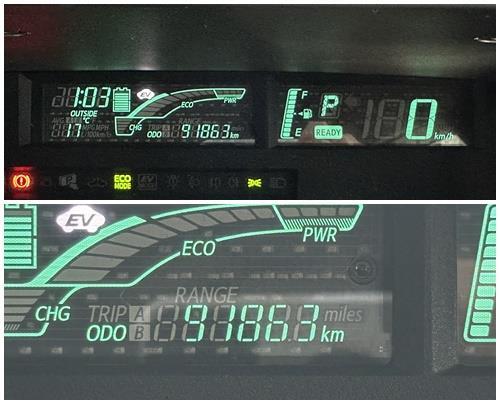 1:03 EV F P 0
OUTSIDE ECO PWR
°C
17 CHG ODO 91863 km E READY km/h
ECO
MODE
EV
ECO PWR
RANGE
CHG TRIP A miles
ODO B 91863 km